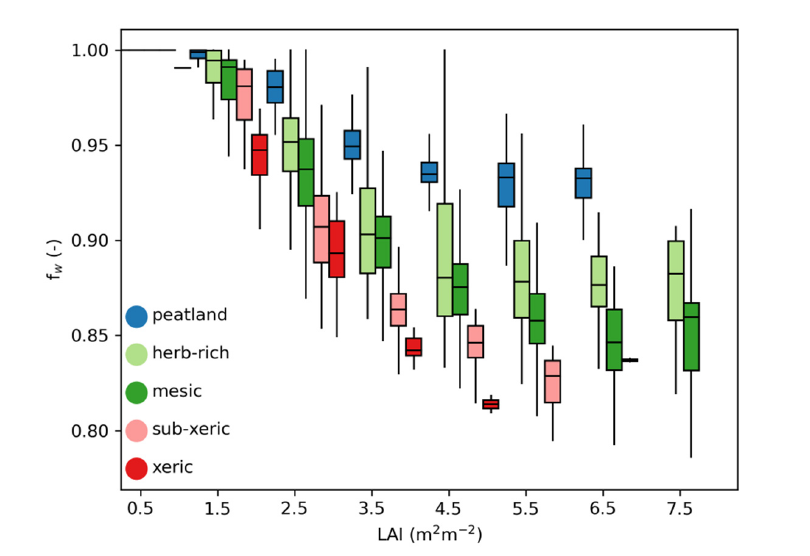 1.00
0.95
0.90
0.85
0.80
f_w (-)
peatland
herb-rich
mesic
sub-xeric
xeric
0.5 1.5 2.5 3.5 4.5 5.5 6.5 7.5
LAI (m²m⁻²)